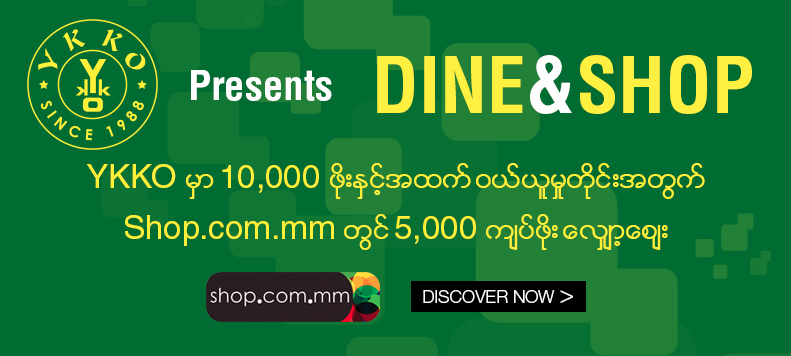 YKKO
YKKO
SINCE 1988
Presents
DINE&SHOP
YKKO မှာ 10,000 ဖိုးနှင့်အထက် ဝယ်ယူမှုတိုင်းအတွက်
Shop.com.mm တွင် 5,000 ကျပ်ဖိုး လျှော့ဈေး
shop.com.mm
DISCOVER NOW >